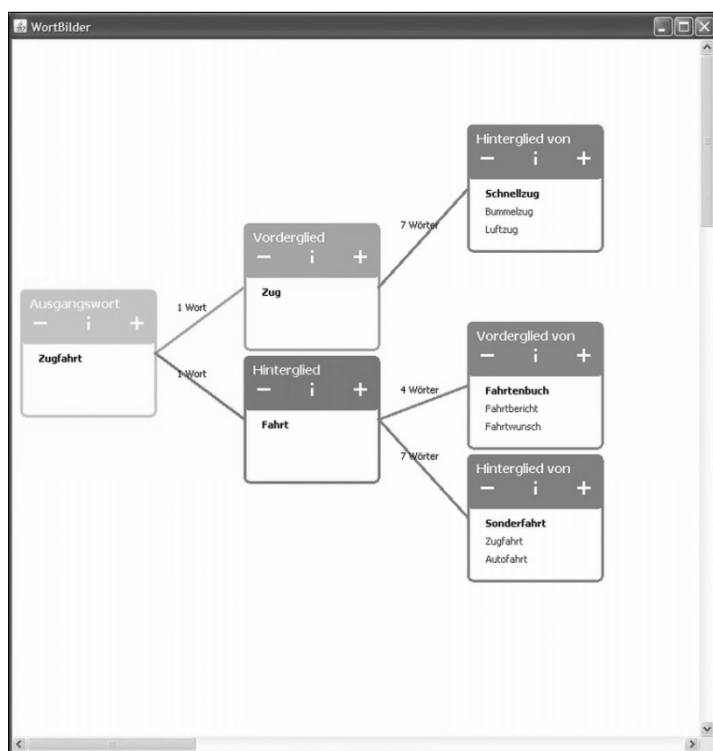 WortBilder
Ausgangswort
− i +
Zugfahrt
1 Wort
1 Wort
Vorderglied
− i +
Zug
Hinterglied
− i +
Fahrt
7 Wörter
4 Wörter
7 Wörter
Hinterglied von
− i +
Schnellzug
Bummelzug
Luftzug
Vorderglied von
− i +
Fahrtenbuch
Fahrtbericht
Fahrtwunsch
Hinterglied von
− i +
Sonderfahrt
Zugfahrt
Autofahrt